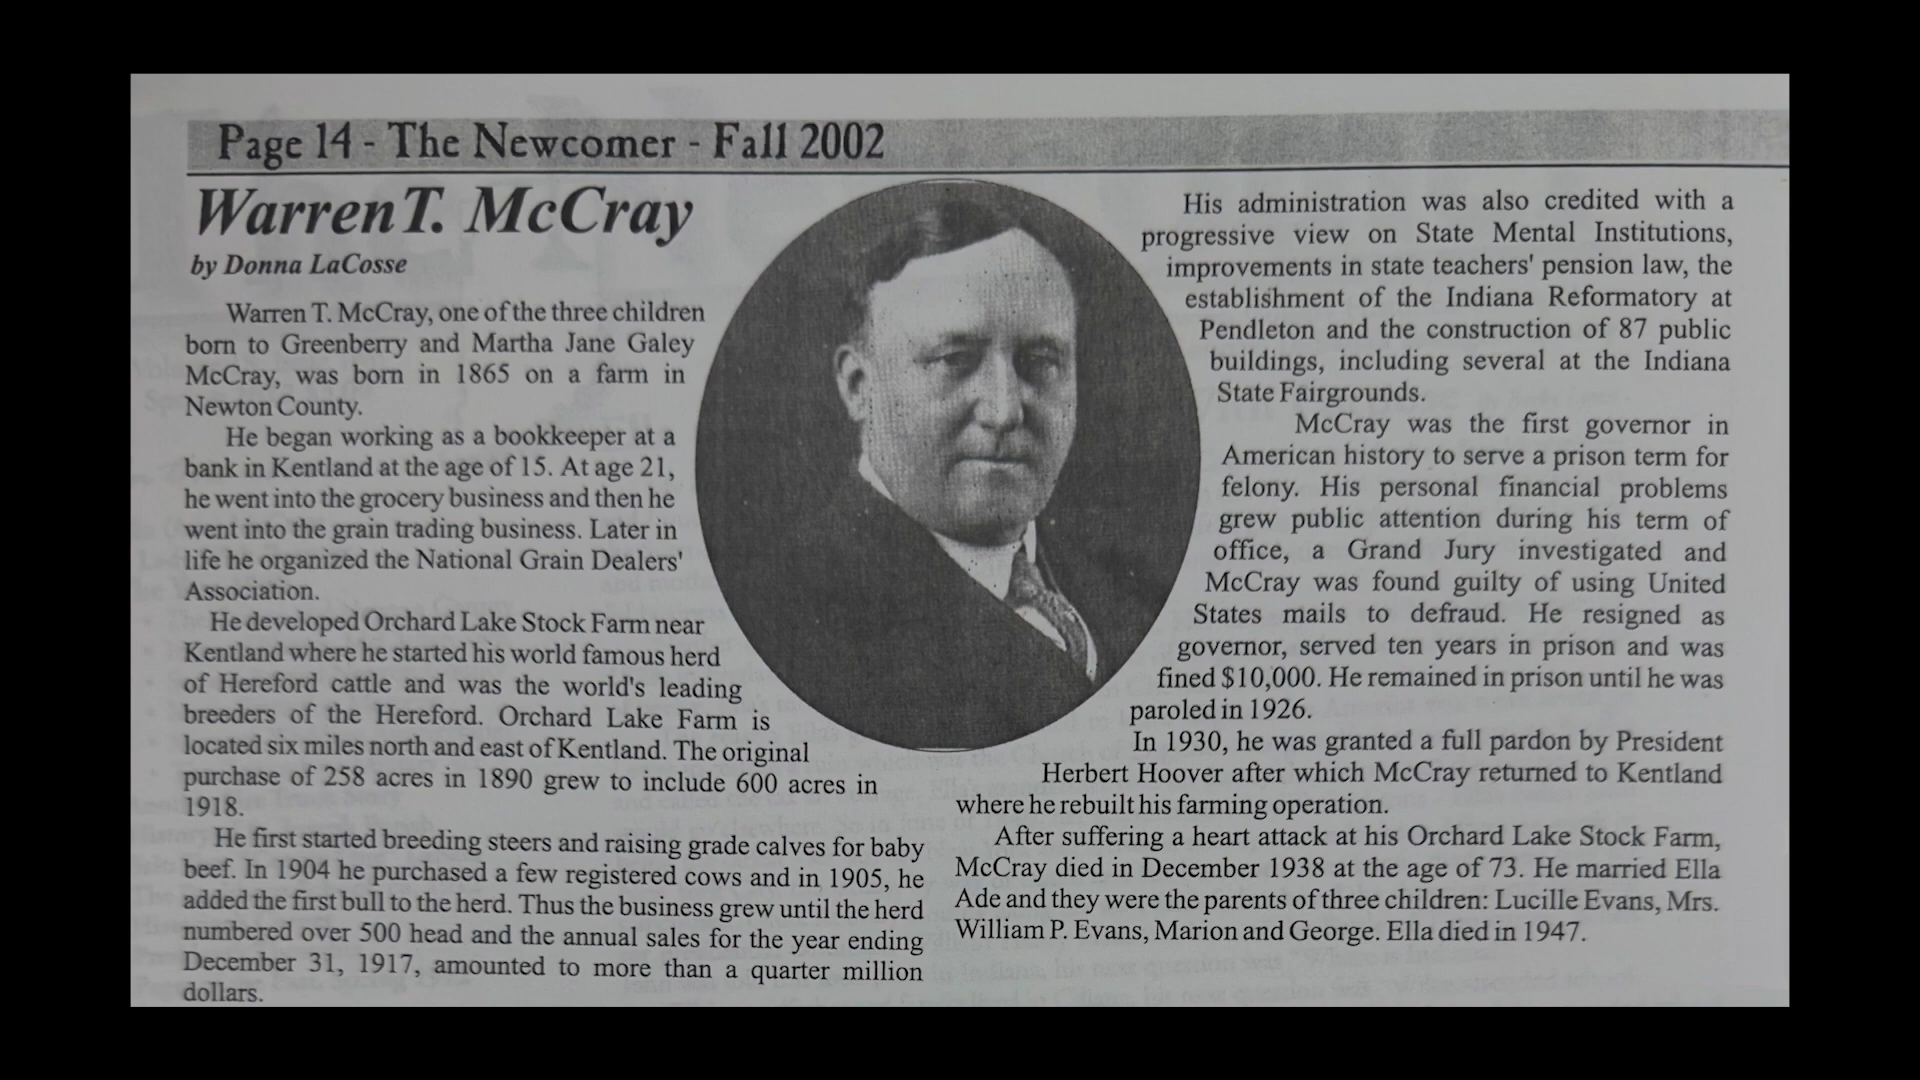 Page 14 - The Newcomer - Fall 2002
Warren T. McCray
by Donna LaCosse
Warren T. McCray, one of the three children
born to Greenberry and Martha Jane Galey
McCray, was born in 1865 on a farm in
Newton County.
He began working as a bookkeeper at a
bank in Kentland at the age of 15. At age 21,
he went into the grocery business and then he
went into the grain trading business. Later in
life he organized the National Grain Dealers'
Association.
He developed Orchard Lake Stock Farm near
Kentland where he started his world famous herd
of Hereford cattle and was the world's leading
breeders of the Hereford. Orchard Lake Farm is
located six miles north and east of Kentland. The original
purchase of 258 acres in 1890 grew to include 600 acres in
1918.
He first started breeding steers and raising grade calves for baby
beef. In 1904 he purchased a few registered cows and in 1905, he
added the first bull to the herd. Thus the business grew until the herd
numbered over 500 head and the annual sales for the year ending
December 31, 1917, amounted to more than a quarter million
dollars.
His administration was also credited with a
progressive view on State Mental Institutions,
improvements in state teachers' pension law, the
establishment of the Indiana Reformatory at
Pendleton and the construction of 87 public
buildings, including several at the Indiana
State Fairgrounds.
McCray was the first governor in
American history to serve a prison term for
felony. His personal financial problems
grew public attention during his term of
office, a Grand Jury investigated and
McCray was found guilty of using United
States mails to defraud. He resigned as
governor, served ten years in prison and was
fined $10,000. He remained in prison until he was
paroled in 1926.
In 1930, he was granted a full pardon by President
Herbert Hoover after which McCray returned to Kentland
where he rebuilt his farming operation.
After suffering a heart attack at his Orchard Lake Stock Farm,
McCray died in December 1938 at the age of 73. He married Ella
Ade and they were the parents of three children: Lucille Evans, Mrs.
William P. Evans, Marion and George. Ella died in 1947.